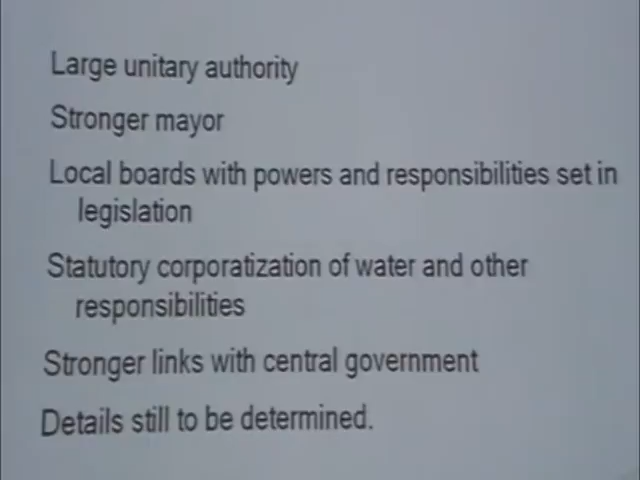 Large unitary authority
Stronger mayor
Local boards with powers and responsibilities set in
legislation
Statutory corporatization of water and other
responsibilities
Stronger links with central government
Details still to be determined.